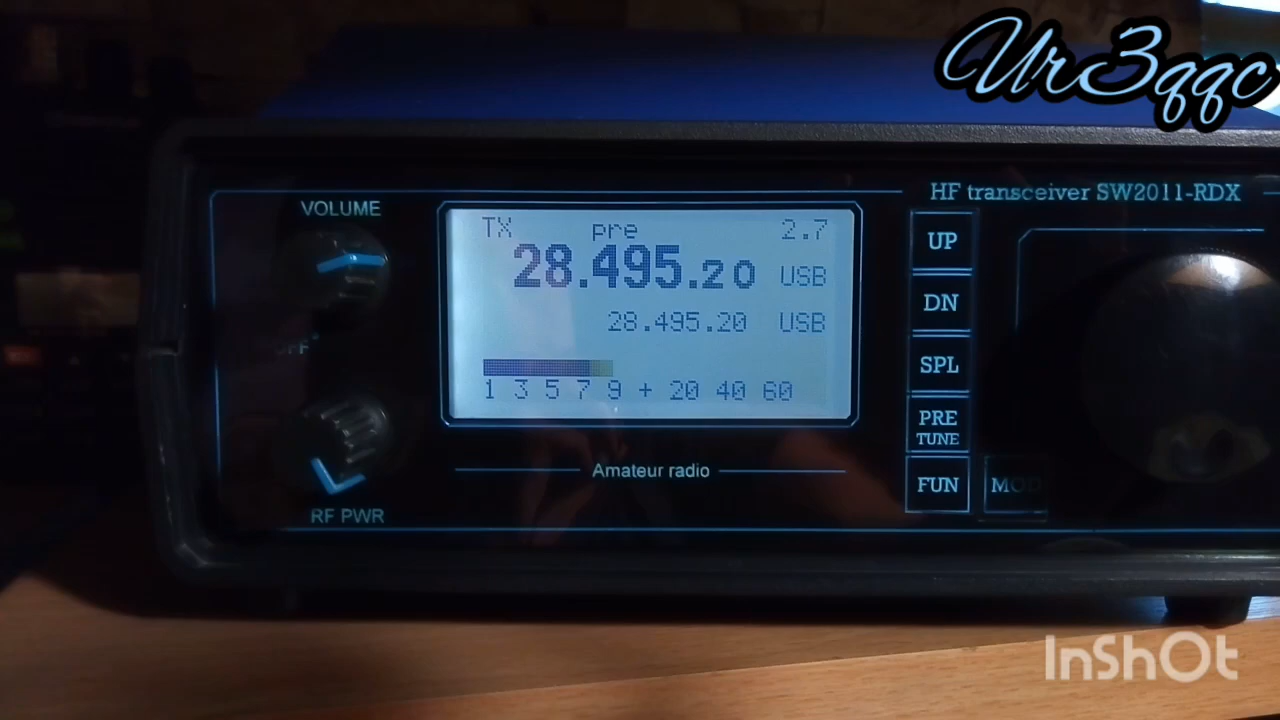 Ur3qqc
HF transceiver SW2011-RDX
VOLUME
TX pre 2.7
28.495.20 USB
28.495.20 USB
1 3 5 7 9 + 20 40 60
Amateur radio
RF PWR
UP
DN
SPL
PRE
TUNE
FUN
MOD
InShOt